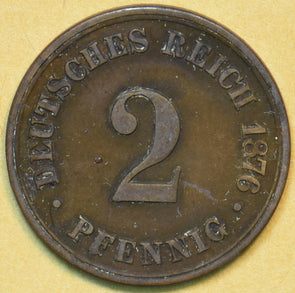 DEUTSCHES REICH 1876
2
· PFENNIG ·